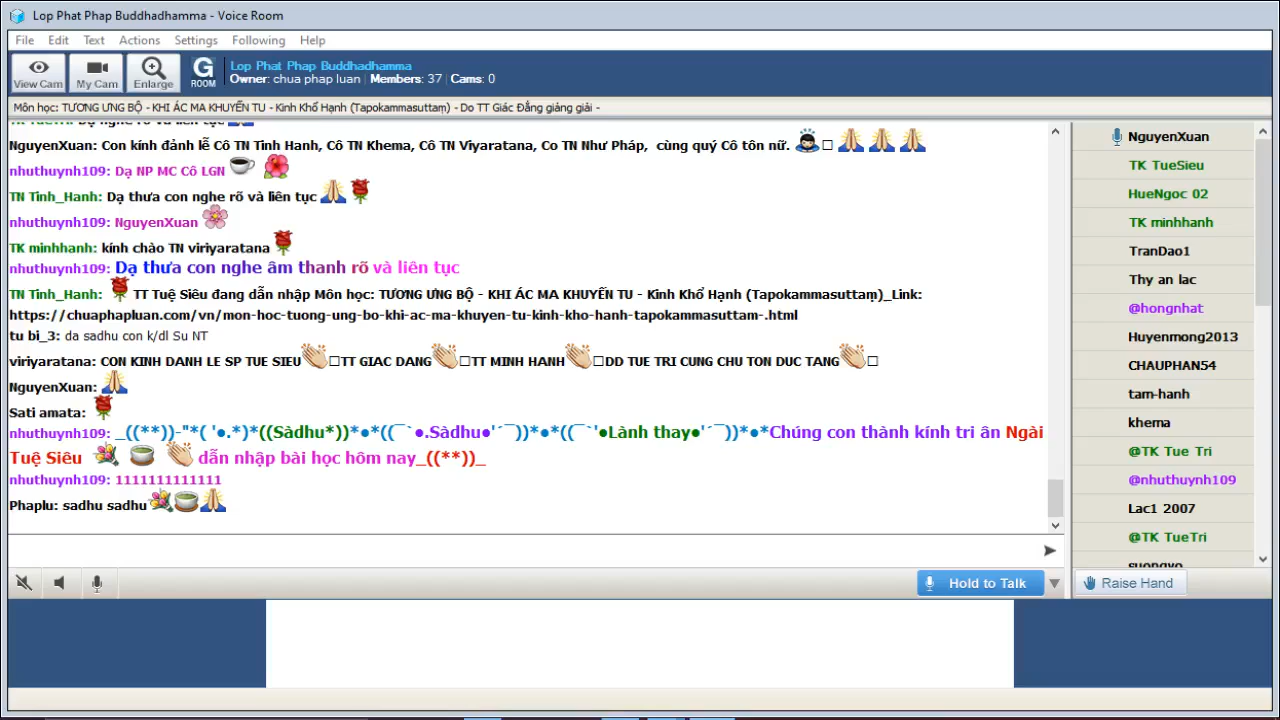 Lop Phat Phap Buddhadhamma - Voice Room
File Edit Text Actions Settings Following Help
View Cam My Cam Enlarge G ROOM
Lop Phat Phap Buddhadhamma
Owner: chua phap luan | Members: 37 | Cams: 0
Môn học: TƯƠNG ƯNG BỘ - KHI ÁC MA KHUYẾN TU - Kinh Khổ Hạnh (Tapokammasuttaṃ) - Do TT Giác Đẳng giảng giải -
TK TueTri: Dạ nghe rõ và liên tục
NguyenXuan: Con kính đảnh lễ Cô TN Tinh Hanh, Cô TN Khema, Cô TN Viyaratana, Co TN Như Pháp, cùng quý Cô tôn nữ.
nhuthuynh109: Dạ NP MC Cô LGN
TN Tinh_Hanh: Dạ thưa con nghe rõ và liên tục
nhuthuynh109: NguyenXuan
TK minhhanh: kính chào TN viriyaratana
nhuthuynh109: Dạ thưa con nghe âm thanh rõ và liên tục
TN Tinh_Hanh: TT Tuệ Siêu đang dẫn nhập Môn học: TƯƠNG ƯNG BỘ - KHI ÁC MA KHUYẾN TU - Kinh Khổ Hạnh (Tapokammasuttaṃ)_Link:
https://chuaphapluan.com/vn/mon-hoc-tuong-ung-bo-khi-ac-ma-khuyen-tu-kinh-kho-hanh-tapokammasuttam-.html
tu bi_3: da sadhu con k/dl Su NT
viriyaratana: CON KINH DANH LE SP TUE SIEU TT GIAC DANG TT MINH HANH DD TUE TRI CUNG CHU TON DUC TANG
NguyenXuan:
Sati amata:
nhuthuynh109: _((**))-"*( '●.*)*((Sàdhu*))*●*((¯`●.Sàdhu●'´¯))*●*((¯`'●Lành thay●'´¯))*●*Chúng con thành kính tri ân Ngài
Tuệ Siêu dẫn nhập bài học hôm nay_((**))_
nhuthuynh109: 1111111111111
Phaplu: sadhu sadhu
NguyenXuan
TK TueSieu
HueNgoc 02
TK minhhanh
TranDao1
Thy an lac
@hongnhat
Huyenmong2013
CHAUPHAN54
tam-hanh
khema
@TK Tue Tri
@nhuthuynh109
Lac1 2007
@TK TueTri
suongvo
Hold to Talk
Raise Hand